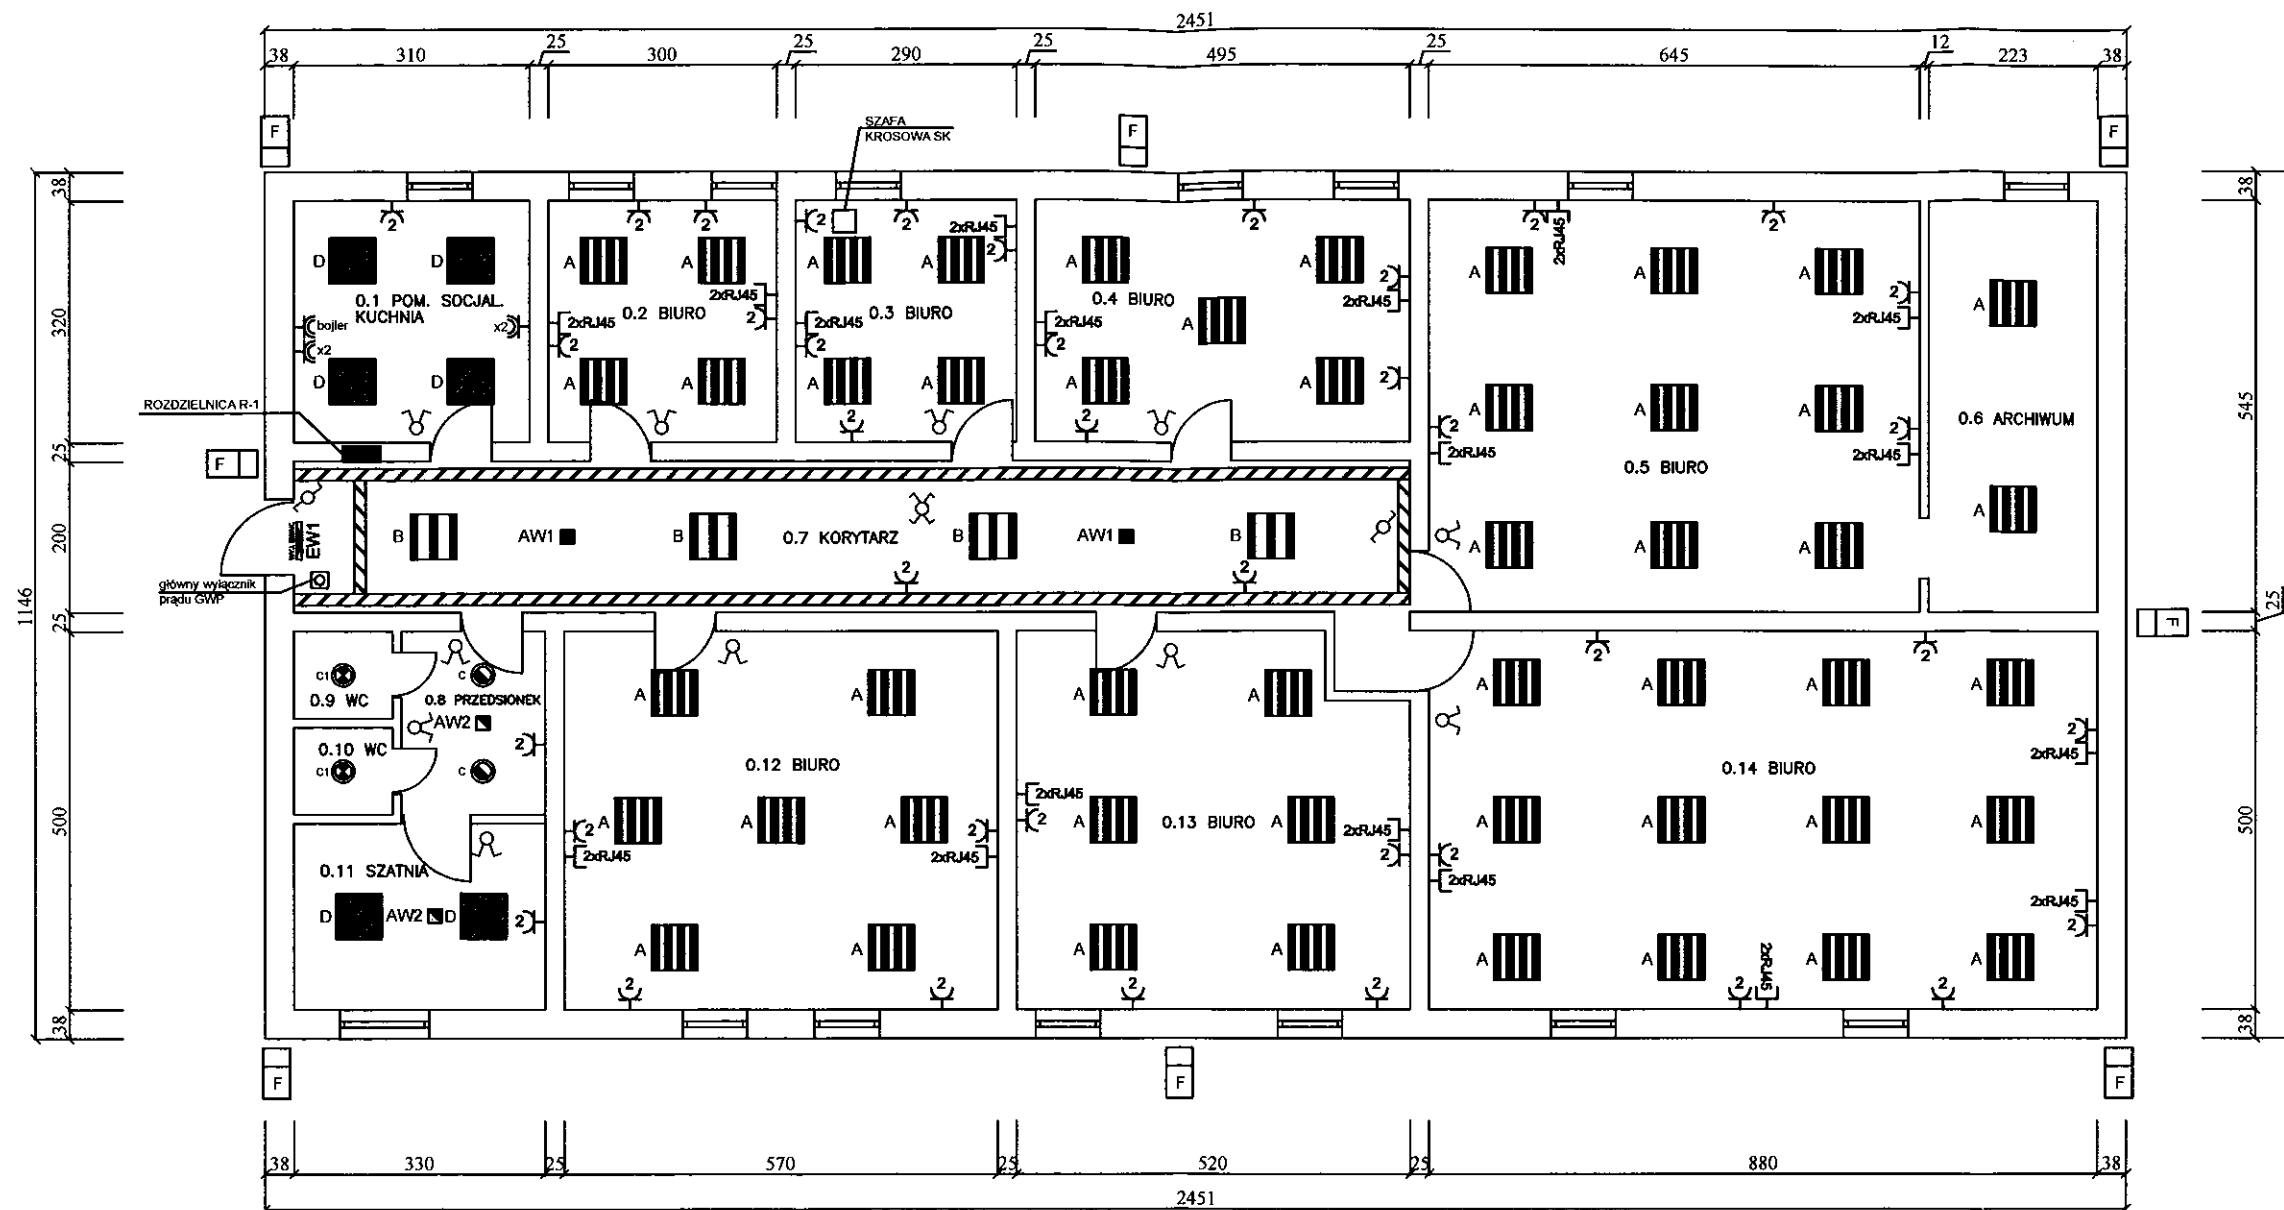 2451
38 310 25 300 25 290 25 495 25 645 12 223 38
F F F
SZAFA
KROSOWA SK
38 38
2 2 2 2 2 2 2 2
2xRJ45 2xRJ45
D D A A A A A A A A A
2 2 2
0.1 POM. SOCJAL.
KUCHNIA
0.2 BIURO
0.3 BIURO
0.4 BIURO
2xRJ45 2xRJ45 2xRJ45
A A
bojler x2 2xRJ45 2 2xRJ45 2xRJ45
x2 2 2 2
320
D D A A A A A A 2 A A A
ROZDZIELNICA R-1
545
2 2
0.6 ARCHIWUM
2 2
2xRJ45 2xRJ45
0.5 BIURO
25
F
A
EW1
B AW1 B 0.7 KORYTARZ B AW1 B
A A A
200
2 2
główny wyłącznik
prądu GWP
1146
25 25
F
2 2
C1 C
0.9 WC
0.8 PRZEDSIONEK
A A A A A A A A
AW2
0.10 WC
2 2
2xRJ45
C1 C
0.12 BIURO
0.14 BIURO
2xRJ45
2
500 500
A A A A 0.13 BIURO A A A A A
2 2 2xRJ45
2xRJ45 2xRJ45 2 2
2xRJ45
0.11 SZATNIA
2xRJ45
D AW2 D 2 2
A A A A A A A A
2xRJ45
2 2 2 2 2 2
38 38
F F F
38 330 25 570 25 520 25 880 38
2451